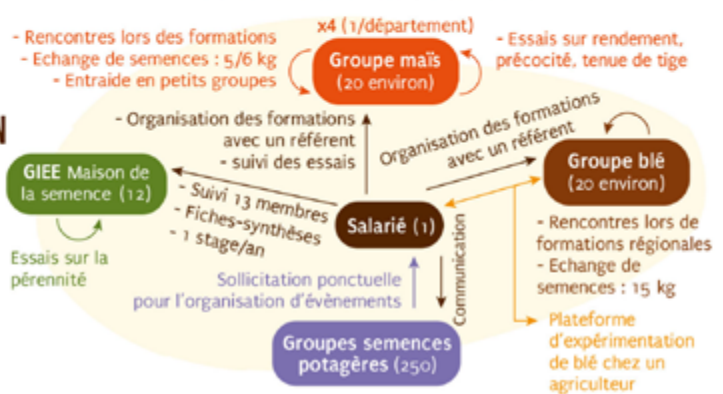 x4 (1/département)
- Rencontres lors des formations
- Echange de semences : 5/6 kg
- Entraide en petits groupes
Groupe maïs
(20 environ)
- Essais sur rendement,
précocité, tenue de tige
N
- Organisation des formations
avec un référent
- suivi des essais
Organisation des formations
avec un référent
GIEE Maison de
la semence (12)
Groupe blé
(20 environ)
- Suivi 13 membres
- Fiches-synthèses
- 1 stage/an
Salarié (1)
Communication
- Rencontres lors de
formations régionales
- Echange de
semences : 15 kg
Essais sur la
pérennité
Sollicitation ponctuelle
pour l'organisation d'évènements
Groupes semences
potagères (250)
Plateforme
d'expérimentation
de blé chez un
agriculteur